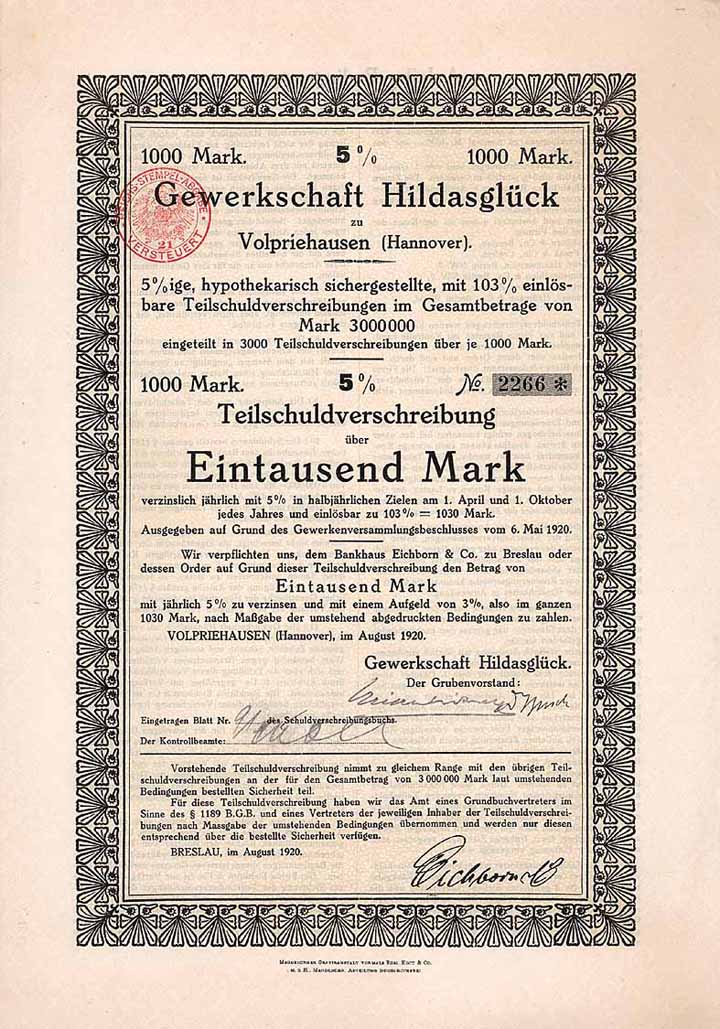 1000 Mark. 5% 1000 Mark.
Gewerkschaft Hildasglück
zu
Volpriehausen (Hannover).
5%ige, hypothekarisch sichergestellte, mit 103% einlös-
bare Teilschuldverschreibungen im Gesamtbetrage von
Mark 3000000
eingeteilt in 3000 Teilschuldverschreibungen über je 1000 Mark.
1000 Mark. 5% No. 2266 *
Teilschuldverschreibung
über
Eintausend Mark
verzinslich jährlich mit 5% in halbjährlichen Zielen am 1. April und 1. Oktober
jedes Jahres und einlösbar zu 103% = 1030 Mark.
Ausgegeben auf Grund des Gewerkenversammlungsbeschlusses vom 6. Mai 1920.
Wir verpflichten uns, dem Bankhaus Eichborn & Co. zu Breslau oder
dessen Order auf Grund dieser Teilschuldverschreibung den Betrag von
Eintausend Mark
mit jährlich 5% zu verzinsen und mit einem Aufgeld von 3%, also im ganzen
1030 Mark, nach Maßgabe der umstehend abgedruckten Bedingungen zu zahlen.
VOLPRIEHAUSEN (Hannover), im August 1920.
Gewerkschaft Hildasglück.
Der Grubenvorstand:
Eingetragen Blatt Nr. des Schuldverschreibungsbuchs.
Der Kontrollbeamte:
Vorstehende Teilschuldverschreibung nimmt zu gleichem Range mit den übrigen Teil-
schuldverschreibungen an der für den Gesamtbetrag von 3 000 000 Mark laut umstehenden
Bedingungen bestellten Sicherheit teil.
Für diese Teilschuldverschreibung haben wir das Amt eines Grundbuchvertreters im
Sinne des § 1189 B.G.B. und eines Vertreters der jeweiligen Inhaber der Teilschuldverschrei-
bungen nach Massgabe der umstehenden Bedingungen übernommen und werden nur diesen
entsprechend über die bestellte Sicherheit verfügen.
BRESLAU, im August 1920.
Eichborn & Co
STEMPEL-ABGABE
21
VERSTEUERT